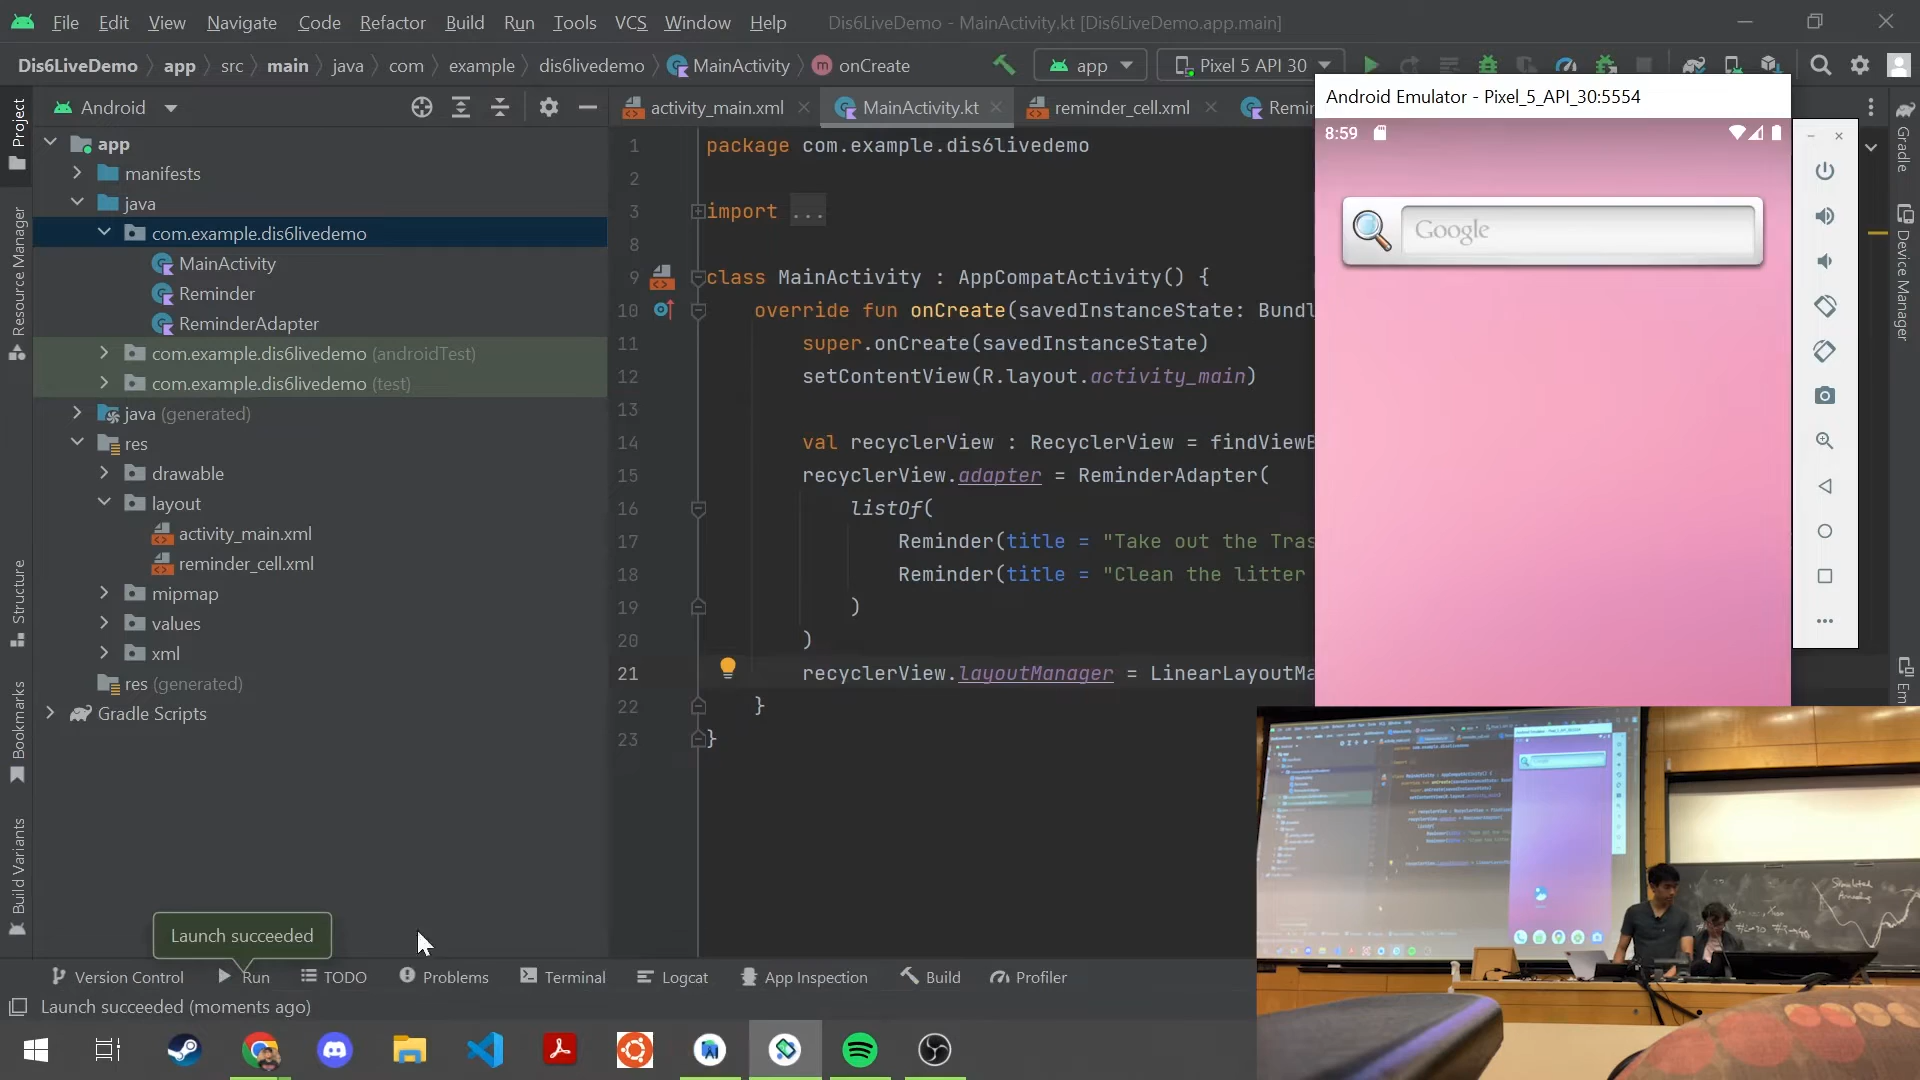 File Edit View Navigate Code Refactor Build Run Tools VCS Window Help Dis6LiveDemo - MainActivity.kt [Dis6LiveDemo.app.main]
Dis6LiveDemo app src main java com example dis6livedemo MainActivity onCreate app Pixel 5 API 30
Android activity_main.xml MainActivity.kt reminder_cell.xml Remin
Android Emulator - Pixel_5_API_30:5554
8:59
Google
Project
Resource Manager
Structure
Bookmarks
Build Variants
app
manifests
java
com.example.dis6livedemo
MainActivity
Reminder
ReminderAdapter
com.example.dis6livedemo (androidTest)
com.example.dis6livedemo (test)
java (generated)
res
drawable
layout
activity_main.xml
reminder_cell.xml
mipmap
values
xml
res (generated)
Gradle Scripts
1 package com.example.dis6livedemo
2
3 import ...
8
9 class MainActivity : AppCompatActivity() {
10 override fun onCreate(savedInstanceState: Bundl
11 super.onCreate(savedInstanceState)
12 setContentView(R.layout.activity_main)
13
14 val recyclerView : RecyclerView = findViewB
15 recyclerView.adapter = ReminderAdapter(
16 listOf(
17 Reminder(title = "Take out the Tras
18 Reminder(title = "Clean the litter
19 )
20 )
21 recyclerView.layoutManager = LinearLayoutMa
22 }
23 }
Gradle
Device Manager
Em
Launch succeeded
Version Control Run TODO Problems Terminal Logcat App Inspection Build Profiler
Launch succeeded (moments ago)